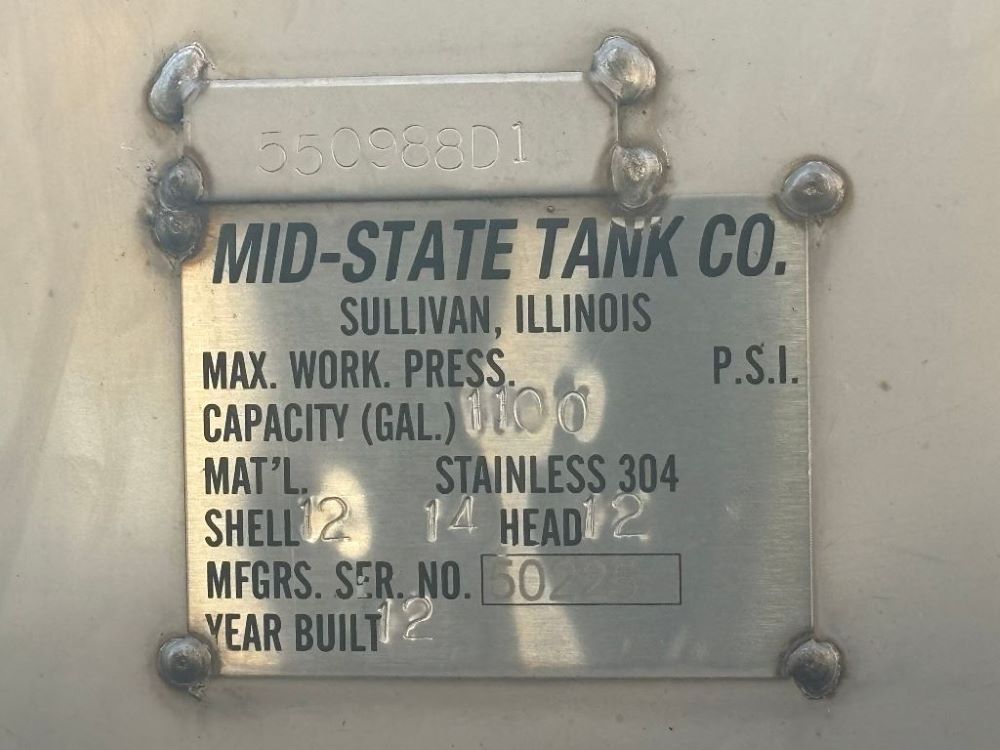 550988D1
MID-STATE TANK CO.
SULLIVAN, ILLINOIS
MAX. WORK. PRESS. P.S.I.
CAPACITY (GAL.) 1100
MAT'L. STAINLESS 304
SHELL 12 14 HEAD 12
MFGRS. SER. NO. 50225
YEAR BUILT 12